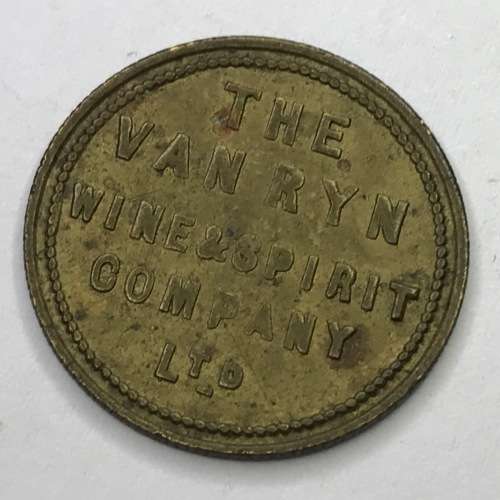 THE
VAN RYN
WINE & SPIRIT
COMPANY
LTD